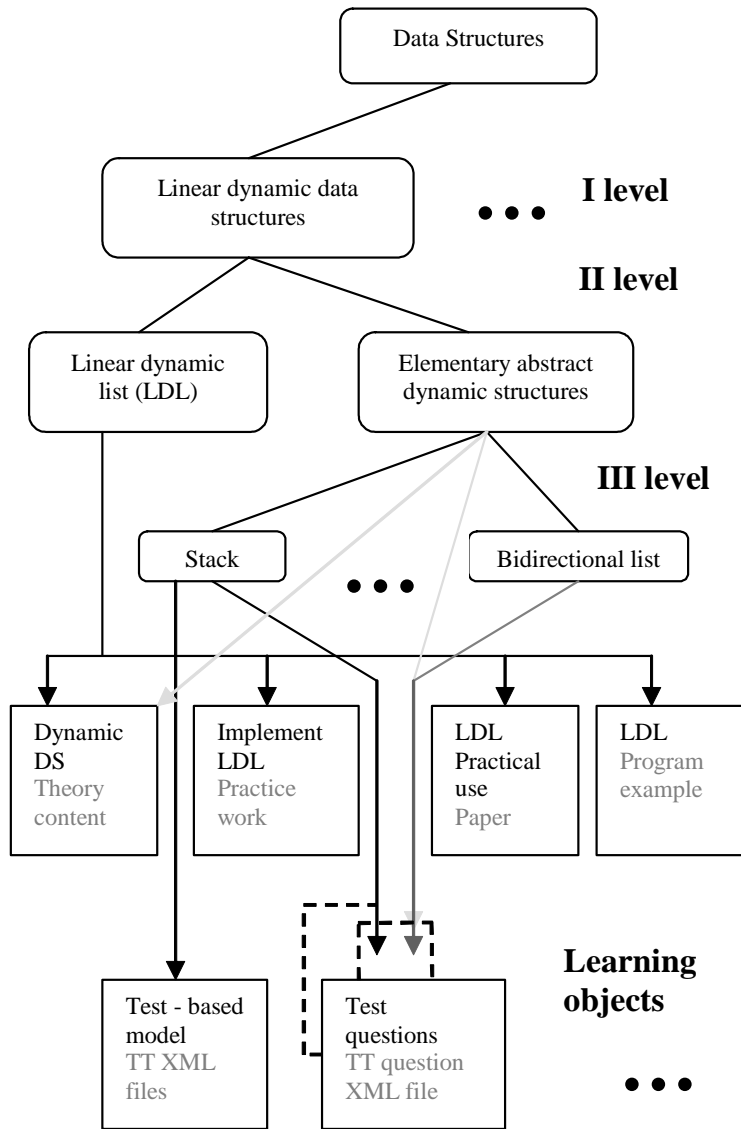 Data Structures
Linear dynamic data
structures
I level
II level
Linear dynamic
list (LDL)
Elementary abstract
dynamic structures
III level
Stack
Bidirectional list
Dynamic
DS
Theory
content
Implement
LDL
Practice
work
LDL
Practical
use
Paper
LDL
Program
example
Learning
objects
Test - based
model
TT XML
files
Test
questions
TT question
XML file